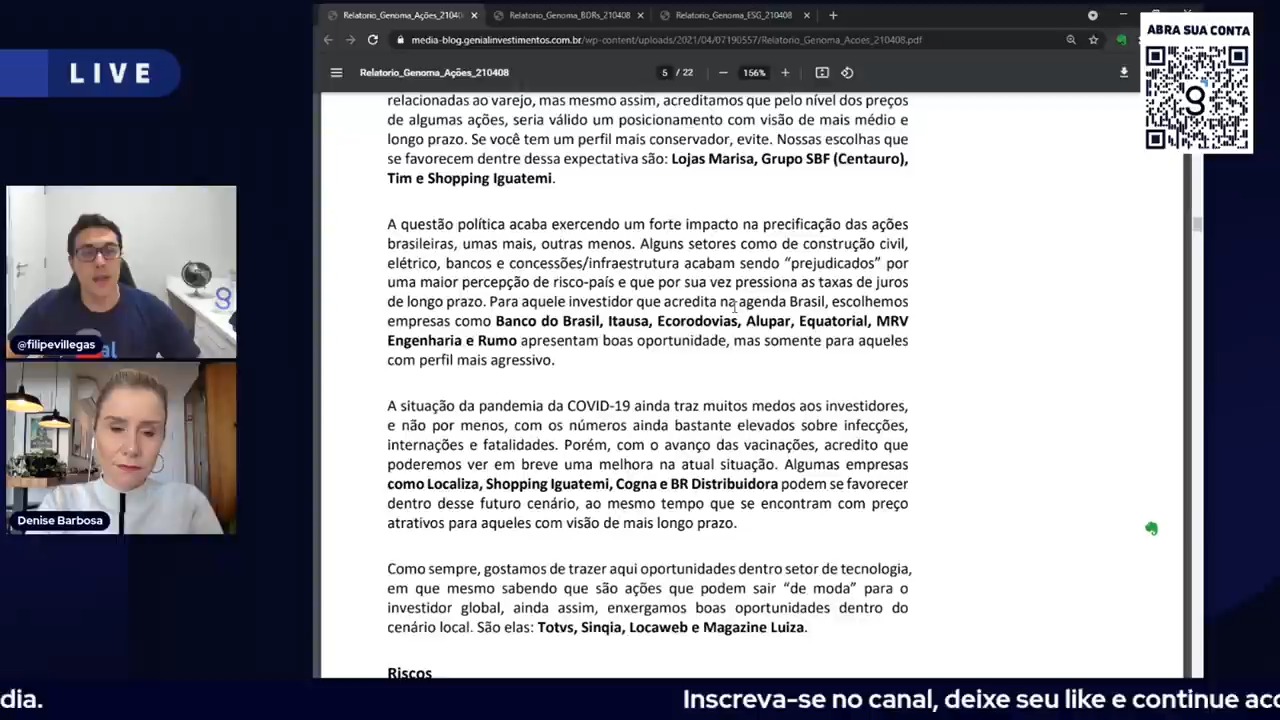 LIVE
Relatorio_Genoma_Ações_2104
Relatorio_Genoma_BDRs_210408
Relatorio_Genoma_ESG_210408
media-blog.genialinvestimentos.com.br/wp-content/uploads/2021/04/07190557/Relatorio_Genoma_Acoes_210408.pdf
ABRA SUA CONTA
Relatorio_Genoma_Ações_210408
5 / 22
156%
relacionadas ao varejo, mas mesmo assim, acreditamos que pelo nível dos preços
de algumas ações, seria válido um posicionamento com visão de mais médio e
longo prazo. Se você tem um perfil mais conservador, evite. Nossas escolhas que
se favorecem dentre dessa expectativa são: Lojas Marisa, Grupo SBF (Centauro),
Tim e Shopping Iguatemi.
A questão política acaba exercendo um forte impacto na precificação das ações
brasileiras, umas mais, outras menos. Alguns setores como de construção civil,
elétrico, bancos e concessões/infraestrutura acabam sendo “prejudicados” por
uma maior percepção de risco-país e que por sua vez pressiona as taxas de juros
de longo prazo. Para aquele investidor que acredita na agenda Brasil, escolhemos
empresas como Banco do Brasil, Itausa, Ecorodovias, Alupar, Equatorial, MRV
Engenharia e Rumo apresentam boas oportunidade, mas somente para aqueles
com perfil mais agressivo.
A situação da pandemia da COVID-19 ainda traz muitos medos aos investidores,
e não por menos, com os números ainda bastante elevados sobre infecções,
internações e fatalidades. Porém, com o avanço das vacinações, acredito que
poderemos ver em breve uma melhora na atual situação. Algumas empresas
como Localiza, Shopping Iguatemi, Cogna e BR Distribuidora podem se favorecer
dentro desse futuro cenário, ao mesmo tempo que se encontram com preço
atrativos para aqueles com visão de mais longo prazo.
Como sempre, gostamos de trazer aqui oportunidades dentro setor de tecnologia,
em que mesmo sabendo que são ações que podem sair “de moda” para o
investidor global, ainda assim, enxergamos boas oportunidades dentro do
cenário local. São elas: Totvs, Sinqia, Locaweb e Magazine Luiza.
Riscos
@filipevillegas
Denise Barbosa
dia.
Inscreva-se no canal, deixe seu like e continue aco